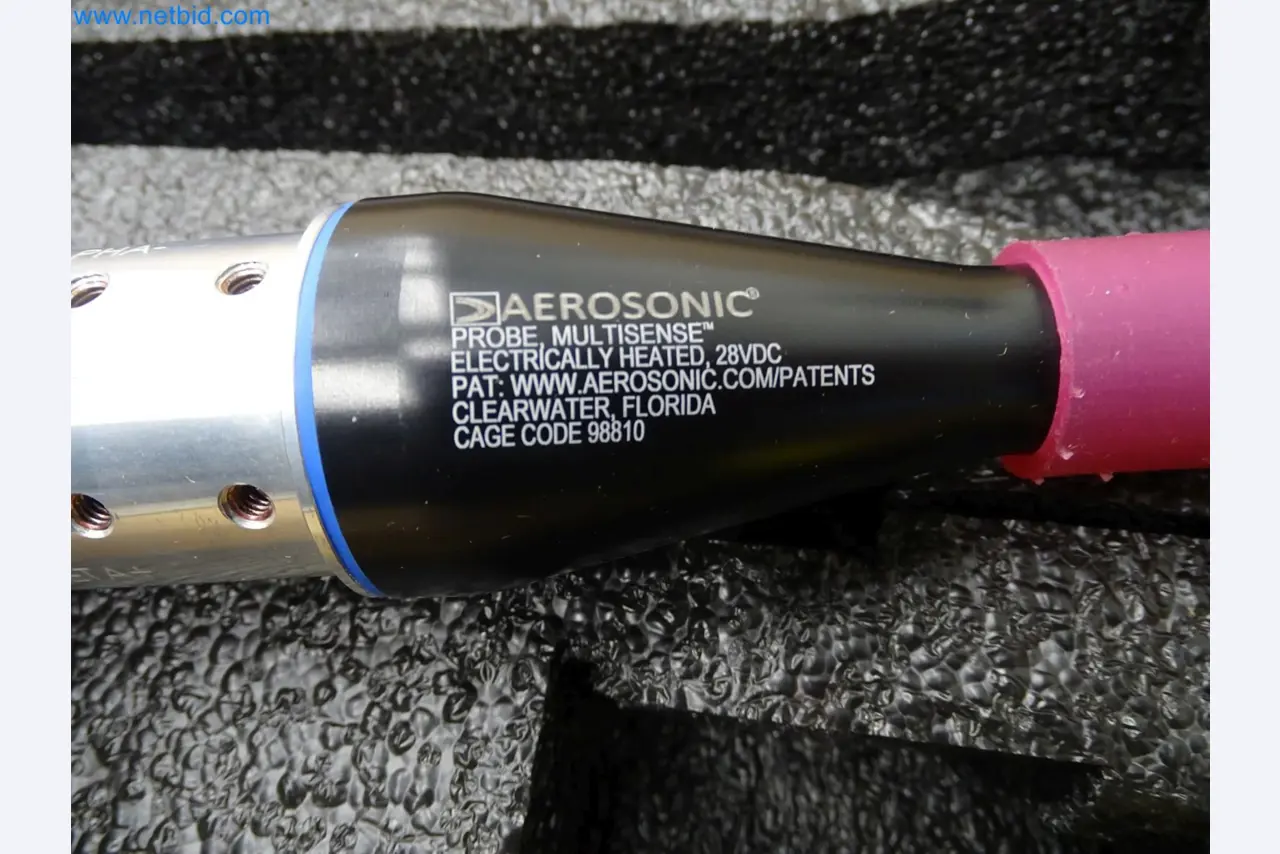 www.netbid.com
AEROSONIC®
PROBE, MULTISENSE™
ELECTRICALLY HEATED, 28VDC
PAT: WWW.AEROSONIC.COM/PATENTS
CLEARWATER, FLORIDA
CAGE CODE 98810